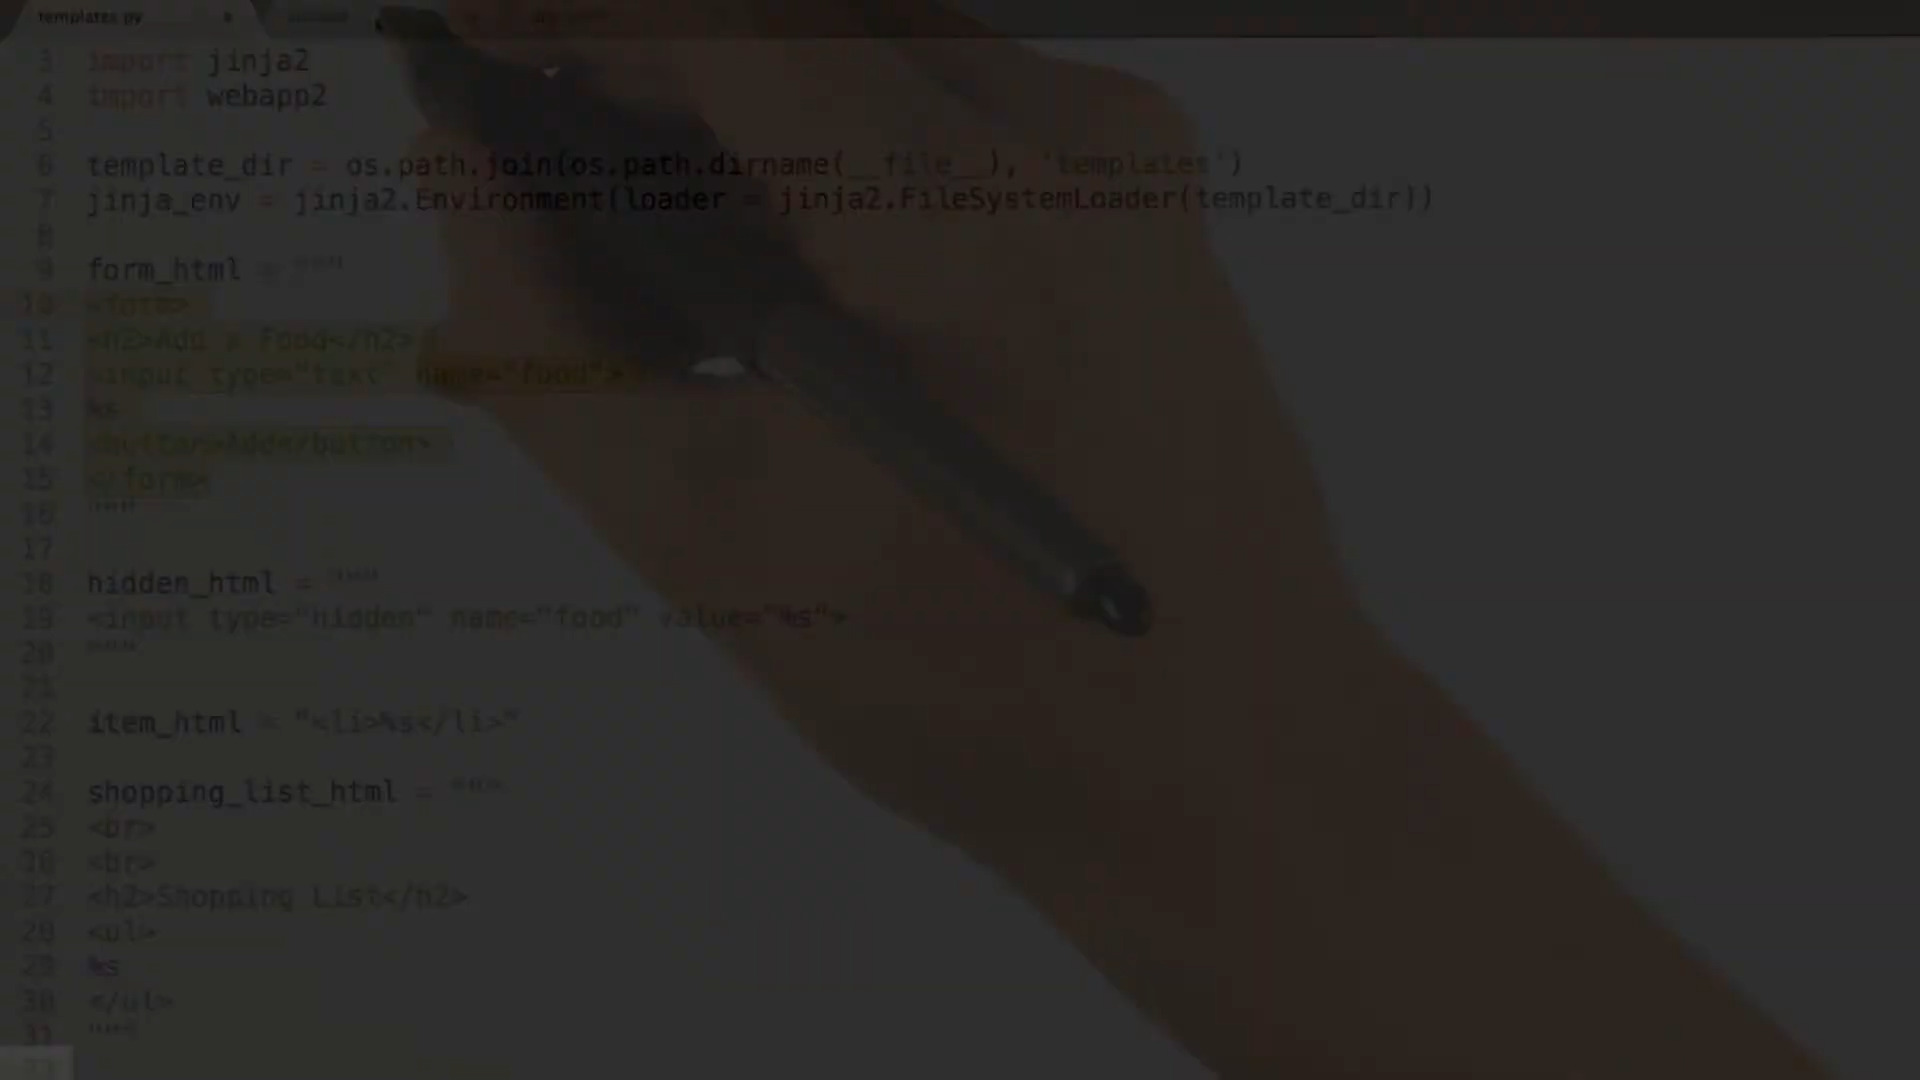 templates.py
3 import jinja2
4 import webapp2
5
6 template_dir = os.path.join(os.path.dirname(__file__), 'templates')
7 jinja_env = jinja2.Environment(loader = jinja2.FileSystemLoader(template_dir))
8
9 form_html = """
10 <form>
11 <h2>Add a Food</h2>
12 <input type="text" name="food">
13 %s
14 <button>Add</button>
15 </form>
16 """
17
18 hidden_html = """
19 <input type="hidden" name="food" value="%s">
20 """
21
22 item_html = "<li>%s</li>"
23
24 shopping_list_html = """
25 <br>
26 <br>
27 <h2>Shopping List</h2>
28 <ul>
29 %s
30 </ul>
31 """
32